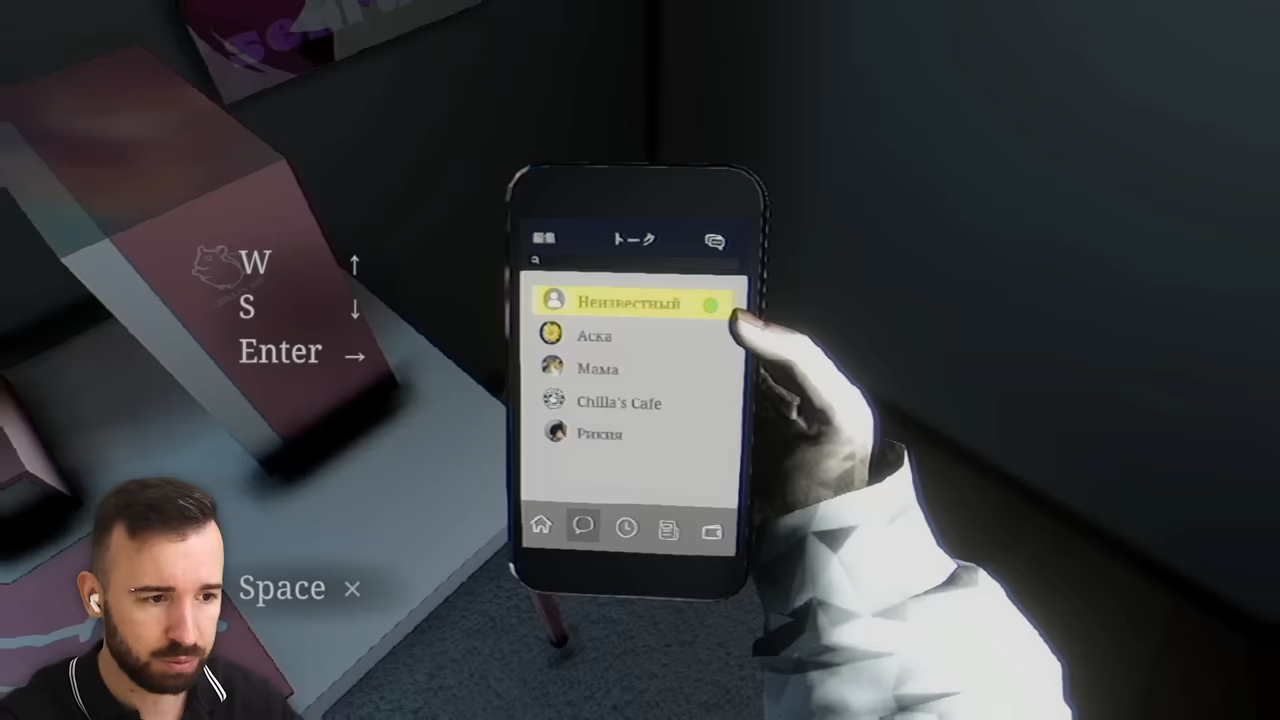 W ↑
S ↓
Enter →
トーク
Неизвестный
Аска
Мама
Chilla's Cafe
Рикия
Space ×